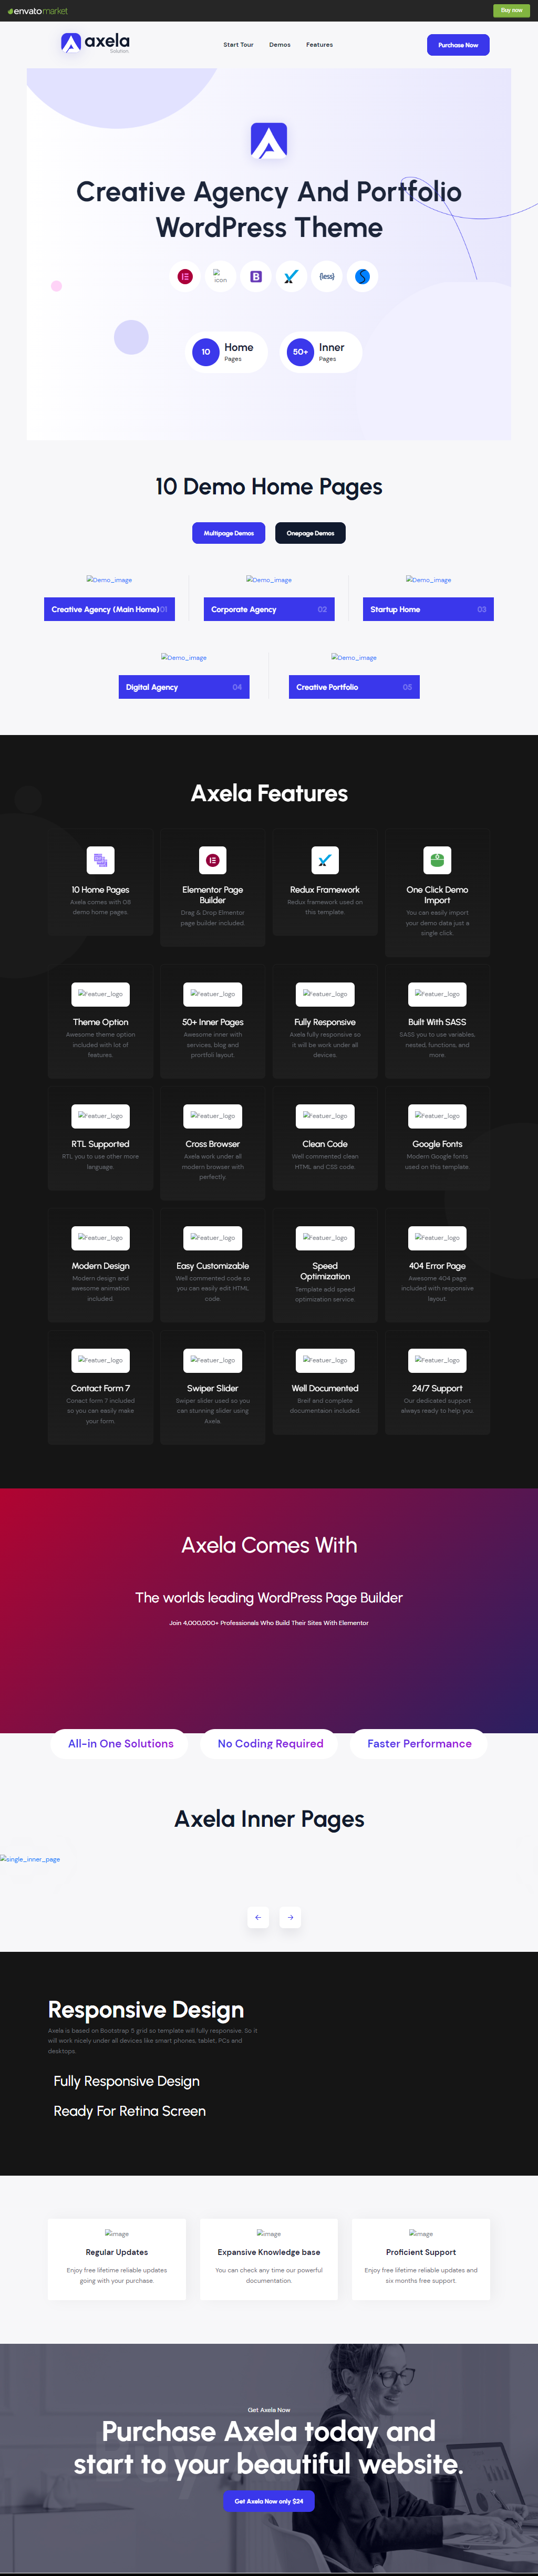 envatomarket
Buy now
axela
Solution.
Start Tour
Demos
Features
Purchase Now
Creative Agency And Portfolio
WordPress Theme
icon
B
{less}
10
Home
Pages
50+
Inner
Pages
10 Demo Home Pages
Multipage Demos
Onepage Demos
Demo_image
Demo_image
Demo_image
Creative Agency (Main Home)
01
Corporate Agency
02
Startup Home
03
Demo_image
Demo_image
Digital Agency
04
Creative Portfolio
05
Axela Features
10 Home Pages
Axela comes with 08
demo home pages.
Elementor Page
Builder
Drag & Drop Elmentor
page builder included.
Redux Framework
Redux framework used on
this template.
One Click Demo
Import
You can easily import
your demo data just a
single click.
Featuer_logo
Featuer_logo
Featuer_logo
Featuer_logo
Theme Option
Awesome theme option
included with lot of
features.
50+ Inner Pages
Awesome inner with
services, blog and
prortfoli layout.
Fully Responsive
Axela fully responsive so
it will be work under all
devices.
Built With SASS
SASS you to use variables,
nested, functions, and
more.
Featuer_logo
Featuer_logo
Featuer_logo
Featuer_logo
RTL Supported
RTL you to use other more
language.
Cross Browser
Axela work under all
modern browser with
perfectly.
Clean Code
Well commented clean
HTML and CSS code.
Google Fonts
Modern Google fonts
used on this template.
Featuer_logo
Featuer_logo
Featuer_logo
Featuer_logo
Modern Design
Modern design and
awesome animation
included.
Easy Customizable
Well commented code so
you can easily edit HTML
code.
Speed
Optimization
Template add speed
optimization service.
404 Error Page
Awesome 404 page
included with responsive
layout.
Featuer_logo
Featuer_logo
Featuer_logo
Featuer_logo
Contact Form 7
Conact form 7 included
so you can easily make
your form.
Swiper Slider
Swiper slider used so you
can stunning slider using
Axela.
Well Documented
Breif and complete
documentaion included.
24/7 Support
Our dedicated support
always ready to help you.
Axela Comes With
The worlds leading WordPress Page Builder
Join 4,000,000+ Professionals Who Build Their Sites With Elementor
All-in One Solutions
No Coding Required
Faster Performance
Axela Inner Pages
single_inner_page
Responsive Design
Axela is based on Bootstrap 5 grid so template will fully responsive. So it
will work nicely under all devices like smart phones, tablet, PCs and
desktops.
Fully Responsive Design
Ready For Retina Screen
image
image
image
Regular Updates
Enjoy free lifetime reliable updates
going with your purchase.
Expansive Knowledge base
You can check any time our powerful
documentation.
Proficient Support
Enjoy free lifetime reliable updates and
six months free support.
Get Axela Now
Purchase Axela today and
start to your beautiful website.
Get Axela Now only $24